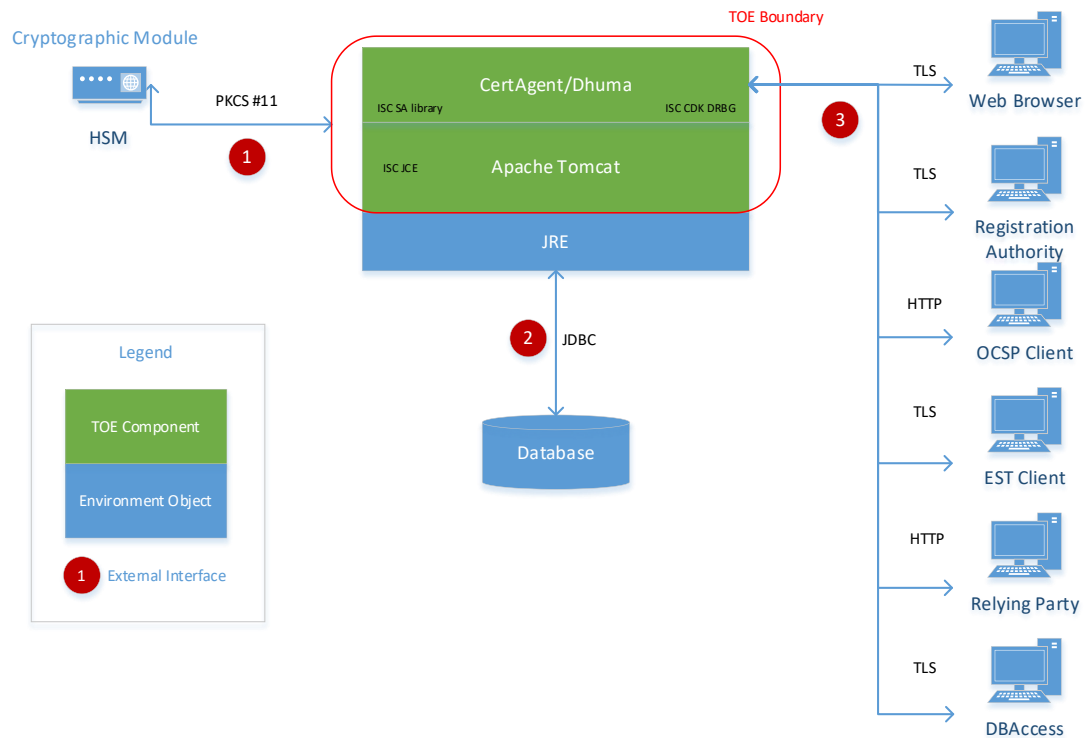 TOE Boundary
Cryptographic Module
HSM
PKCS #11
1
CertAgent/Dhuma
ISC SA library
ISC CDK DRBG
ISC JCE
Apache Tomcat
JRE
2
JDBC
Database
3
TLS
Web Browser
TLS
Registration
Authority
HTTP
OCSP Client
TLS
EST Client
HTTP
Relying Party
TLS
DBAccess
Legend
TOE Component
Environment Object
1
External Interface